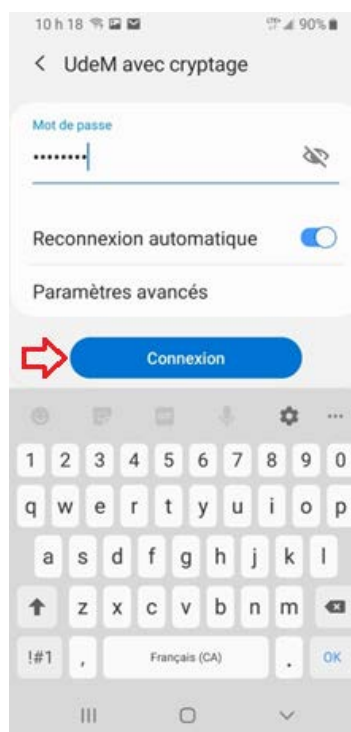 10 h 18 90%
< UdeM avec cryptage
Mot de passe
••••••••
Reconnexion automatique
Paramètres avancés
Connexion
1 2 3 4 5 6 7 8 9 0
q w e r t y u i o p
a s d f g h j k l
z x c v b n m
!#1 , Français (CA) . OK